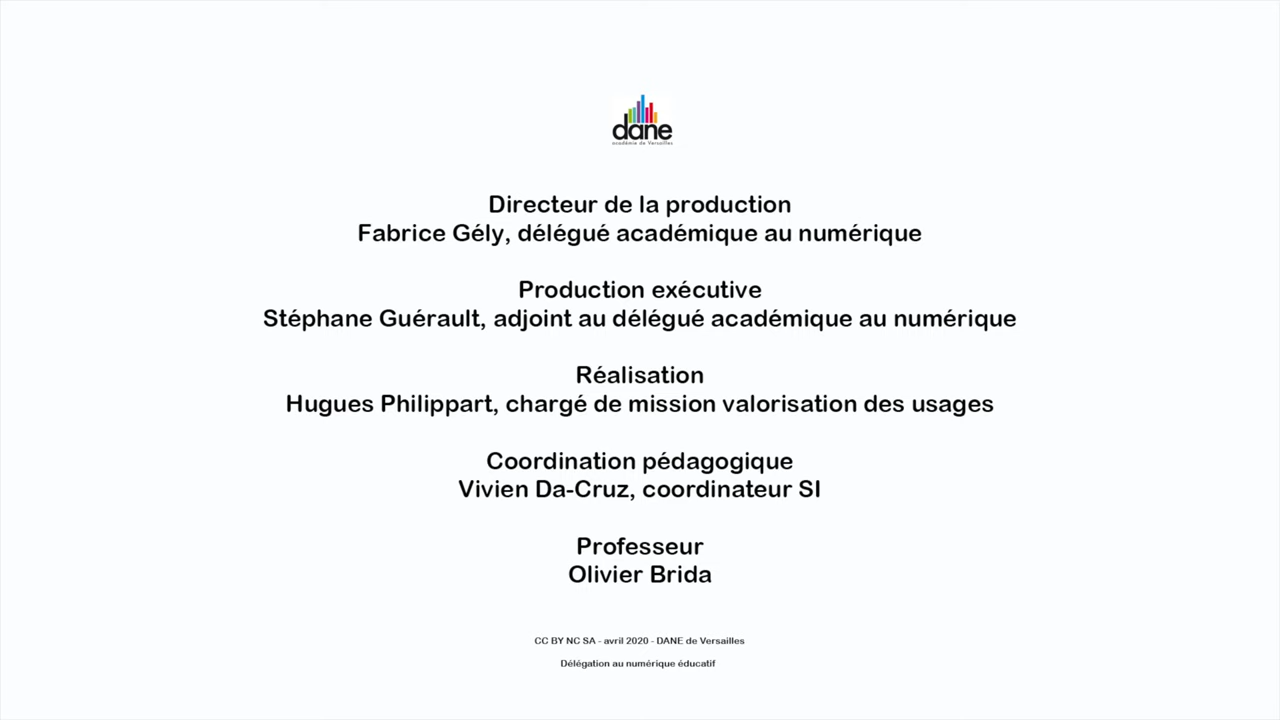 dane
académie de Versailles
Directeur de la production
Fabrice Gély, délégué académique au numérique
Production exécutive
Stéphane Guérault, adjoint au délégué académique au numérique
Réalisation
Hugues Philippart, chargé de mission valorisation des usages
Coordination pédagogique
Vivien Da-Cruz, coordinateur SI
Professeur
Olivier Brida
CC BY NC SA - avril 2020 - DANE de Versailles
Délégation au numérique éducatif